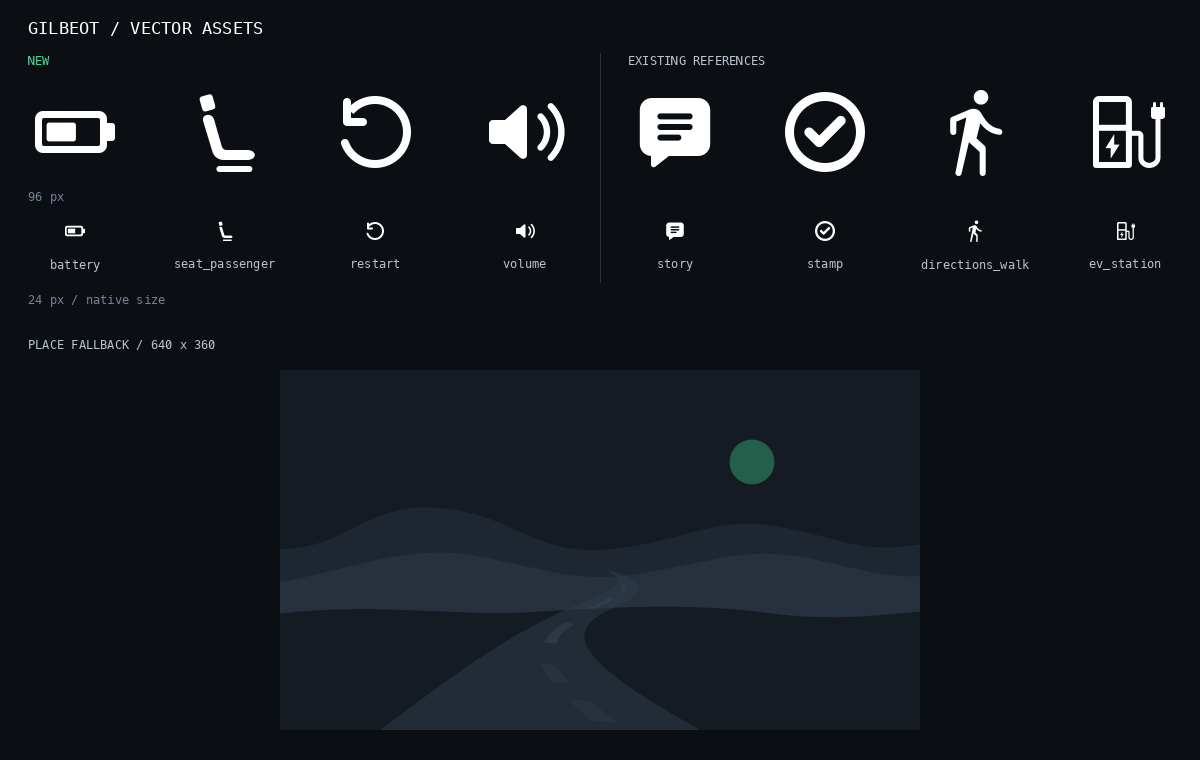 GILBEOT / VECTOR ASSETS
NEW
EXISTING REFERENCES
96 px
battery
seat_passenger
restart
volume
story
stamp
directions_walk
ev_station
24 px / native size
PLACE FALLBACK / 640 x 360